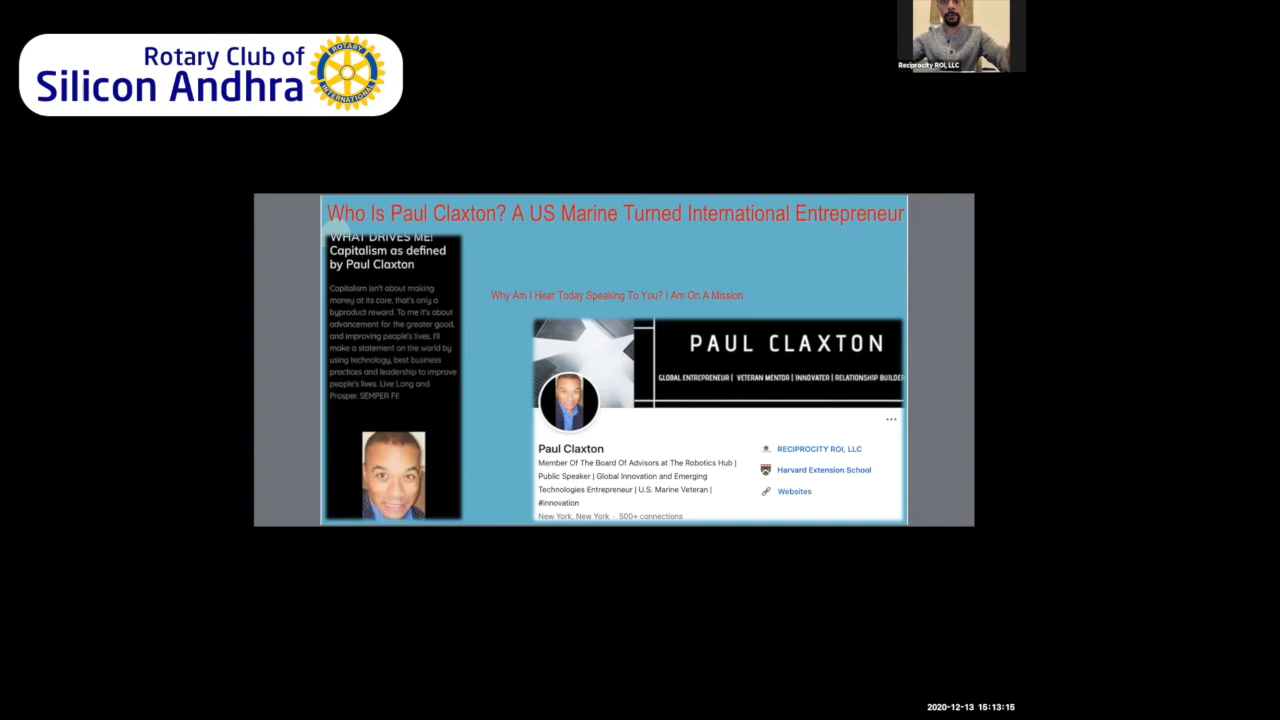 Rotary Club of
Silicon Andhra
ROTARY
INTERNATIONAL
Reciprocity ROI, LLC
Who Is Paul Claxton? A US Marine Turned International Entrepreneur
WHAT DRIVES ME!
Capitalism as defined
by Paul Claxton
Capitalism isn't about making
money at its core, that's only a
byproduct reward. To me it's about
advancement for the greater good,
and improving people's lives. I'll
make a statement on the world by
using technology, best business
practices and leadership to improve
people's lives. Live Long and
Prosper. SEMPER FI!
Why Am I Hear Today Speaking To You? I Am On A Mission.
PAUL CLAXTON
GLOBAL ENTREPRENEUR | VETERAN MENTOR | INNOVATER | RELATIONSHIP BUILDER
Paul Claxton
Member Of The Board Of Advisors at The Robotics Hub |
Public Speaker | Global Innovation and Emerging
Technologies Entrepreneur | U.S. Marine Veteran |
#innovation
New York, New York · 500+ connections
RECIPROCITY ROI, LLC
Harvard Extension School
Websites
2020-12-13 15:13:15